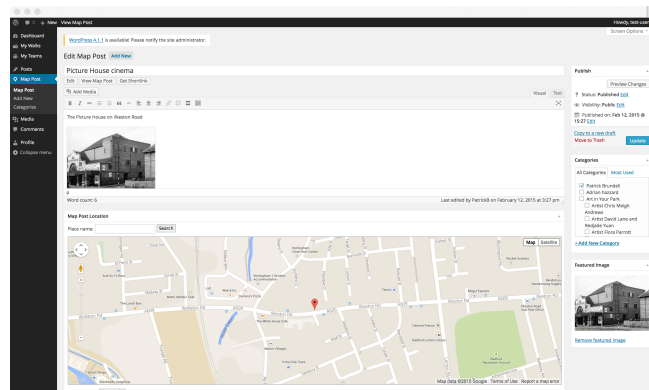 New View Map Post
Howdy, test-user
Screen Options
Dashboard
My Walks
My Teams
Posts
Map Post
Map Post
Add New
Categories
Media
Comments
Profile
Collapse menu
WordPress 4.1.1 is available! Please notify the site administrator.
Edit Map Post Add New
Picture House cinema
Edit View Map Post Get Shortlink
Add Media
Visual Text
The Picture House on Ilkeston Road
p
Word count: 6
Last edited by PatrickB on February 12, 2015 at 3:27 pm
Map Post Location
Place name: Search
Map Satellite
Map data ©2015 Google Terms of Use Report a map error
Publish
Preview Changes
Status: Published Edit
Visibility: Public Edit
Published on: Feb 12, 2015 @
15:27 Edit
Copy to a new draft
Move to Trash
Update
Categories
All Categories Most Used
Patrick Brundell
Adrian hazzard
Art in Your Park
Artist Chris Meigh
Andrews
Artist David Lane and
Redjade Yuan
Artist Flora Parrott
+ Add New Category
Featured Image
Remove featured image